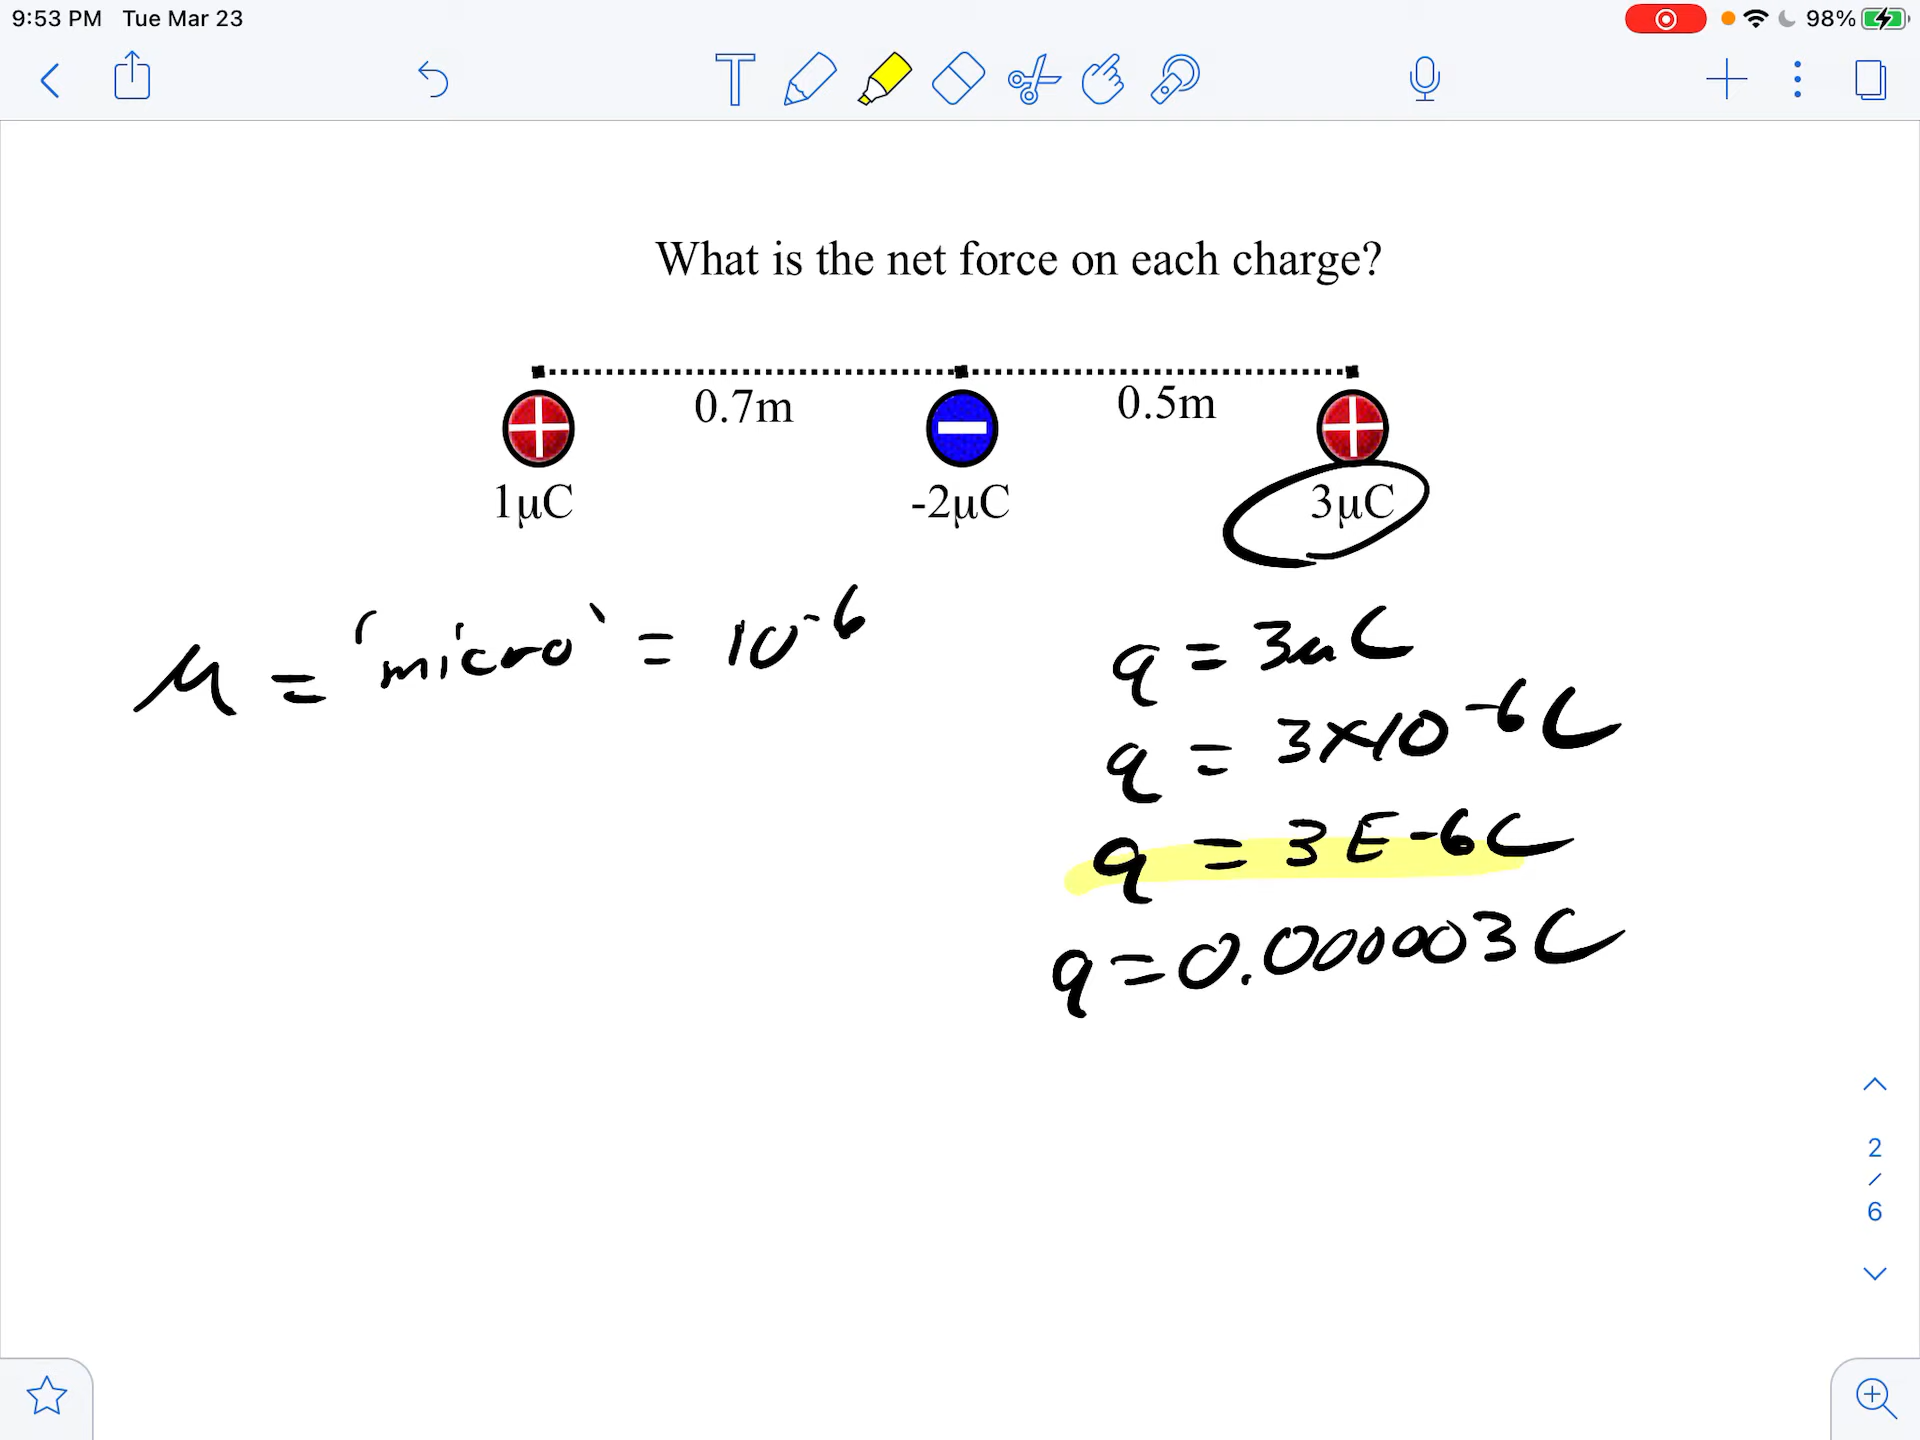 9:53 PM Tue Mar 23
98%
T
What is the net force on each charge?
0.7m 0.5m
1μC -2μC 3μC
μ = 'micro' = 10⁻⁶
q = 3μC
q = 3×10⁻⁶C
q = 3E-6C
q=0.000003C
2
/
6